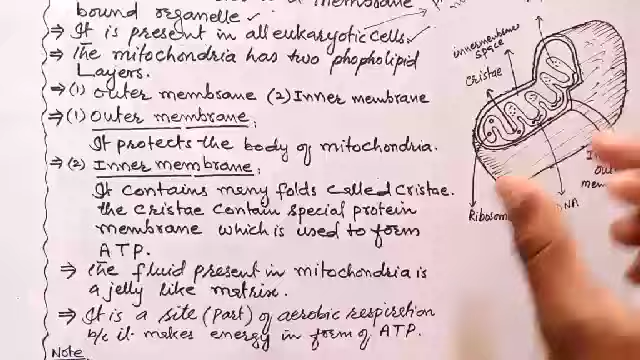 bound organelle
⇒ It is present in all eukaryotic cells.
⇒ The mitochondria has two phopholipid
Layers.
⇒ (1) Outer membrane (2) Inner membrane
⇒ (1) Outer membrane:
It protects the body of mitochondria.
⇒ (2) Inner membrane:
It contains many folds called cristae.
the cristae contain special protein
membrane which is used to form
ATP.
⇒ The fluid present in mitochondria is
a jelly like matrix.
⇒ It is a site (Part) of aerobic respiretion
b/c it makes energy in form of ATP.
Note
innermembrane
space
Cristae
Ribosom